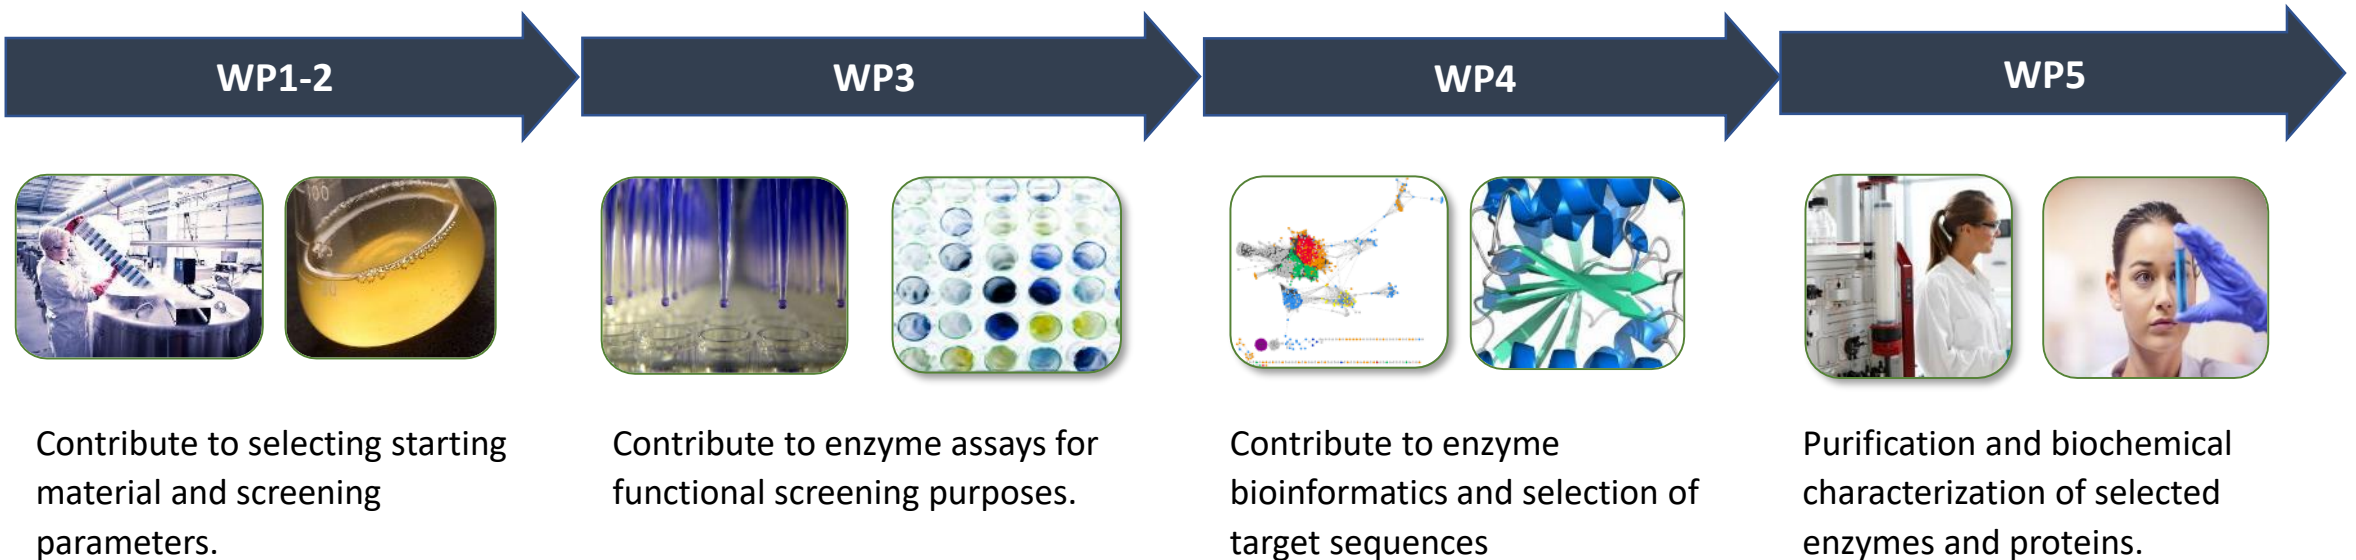 WP1-2
WP3
WP4
WP5
100
Contribute to selecting starting
material and screening
parameters.
Contribute to enzyme assays for
functional screening purposes.
Contribute to enzyme
bioinformatics and selection of
target sequences
Purification and biochemical
characterization of selected
enzymes and proteins.